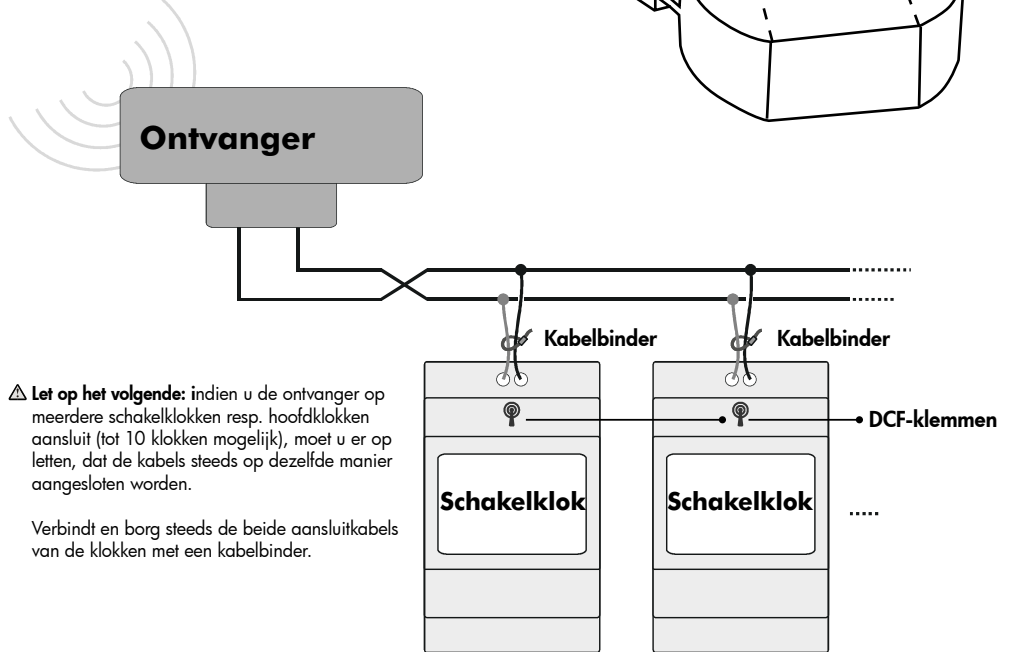 Ontvanger
Kabelbinder
Kabelbinder
⚠ Let op het volgende: indien u de ontvanger op
meerdere schakelklokken resp. hoofdklokken
aansluit (tot 10 klokken mogelijk), moet u er op
letten, dat de kabels steeds op dezelfde manier
aangesloten worden.
Verbindt en borg steeds de beide aansluitkabels
van de klokken met een kabelbinder.
DCF-klemmen
Schakelklok
Schakelklok